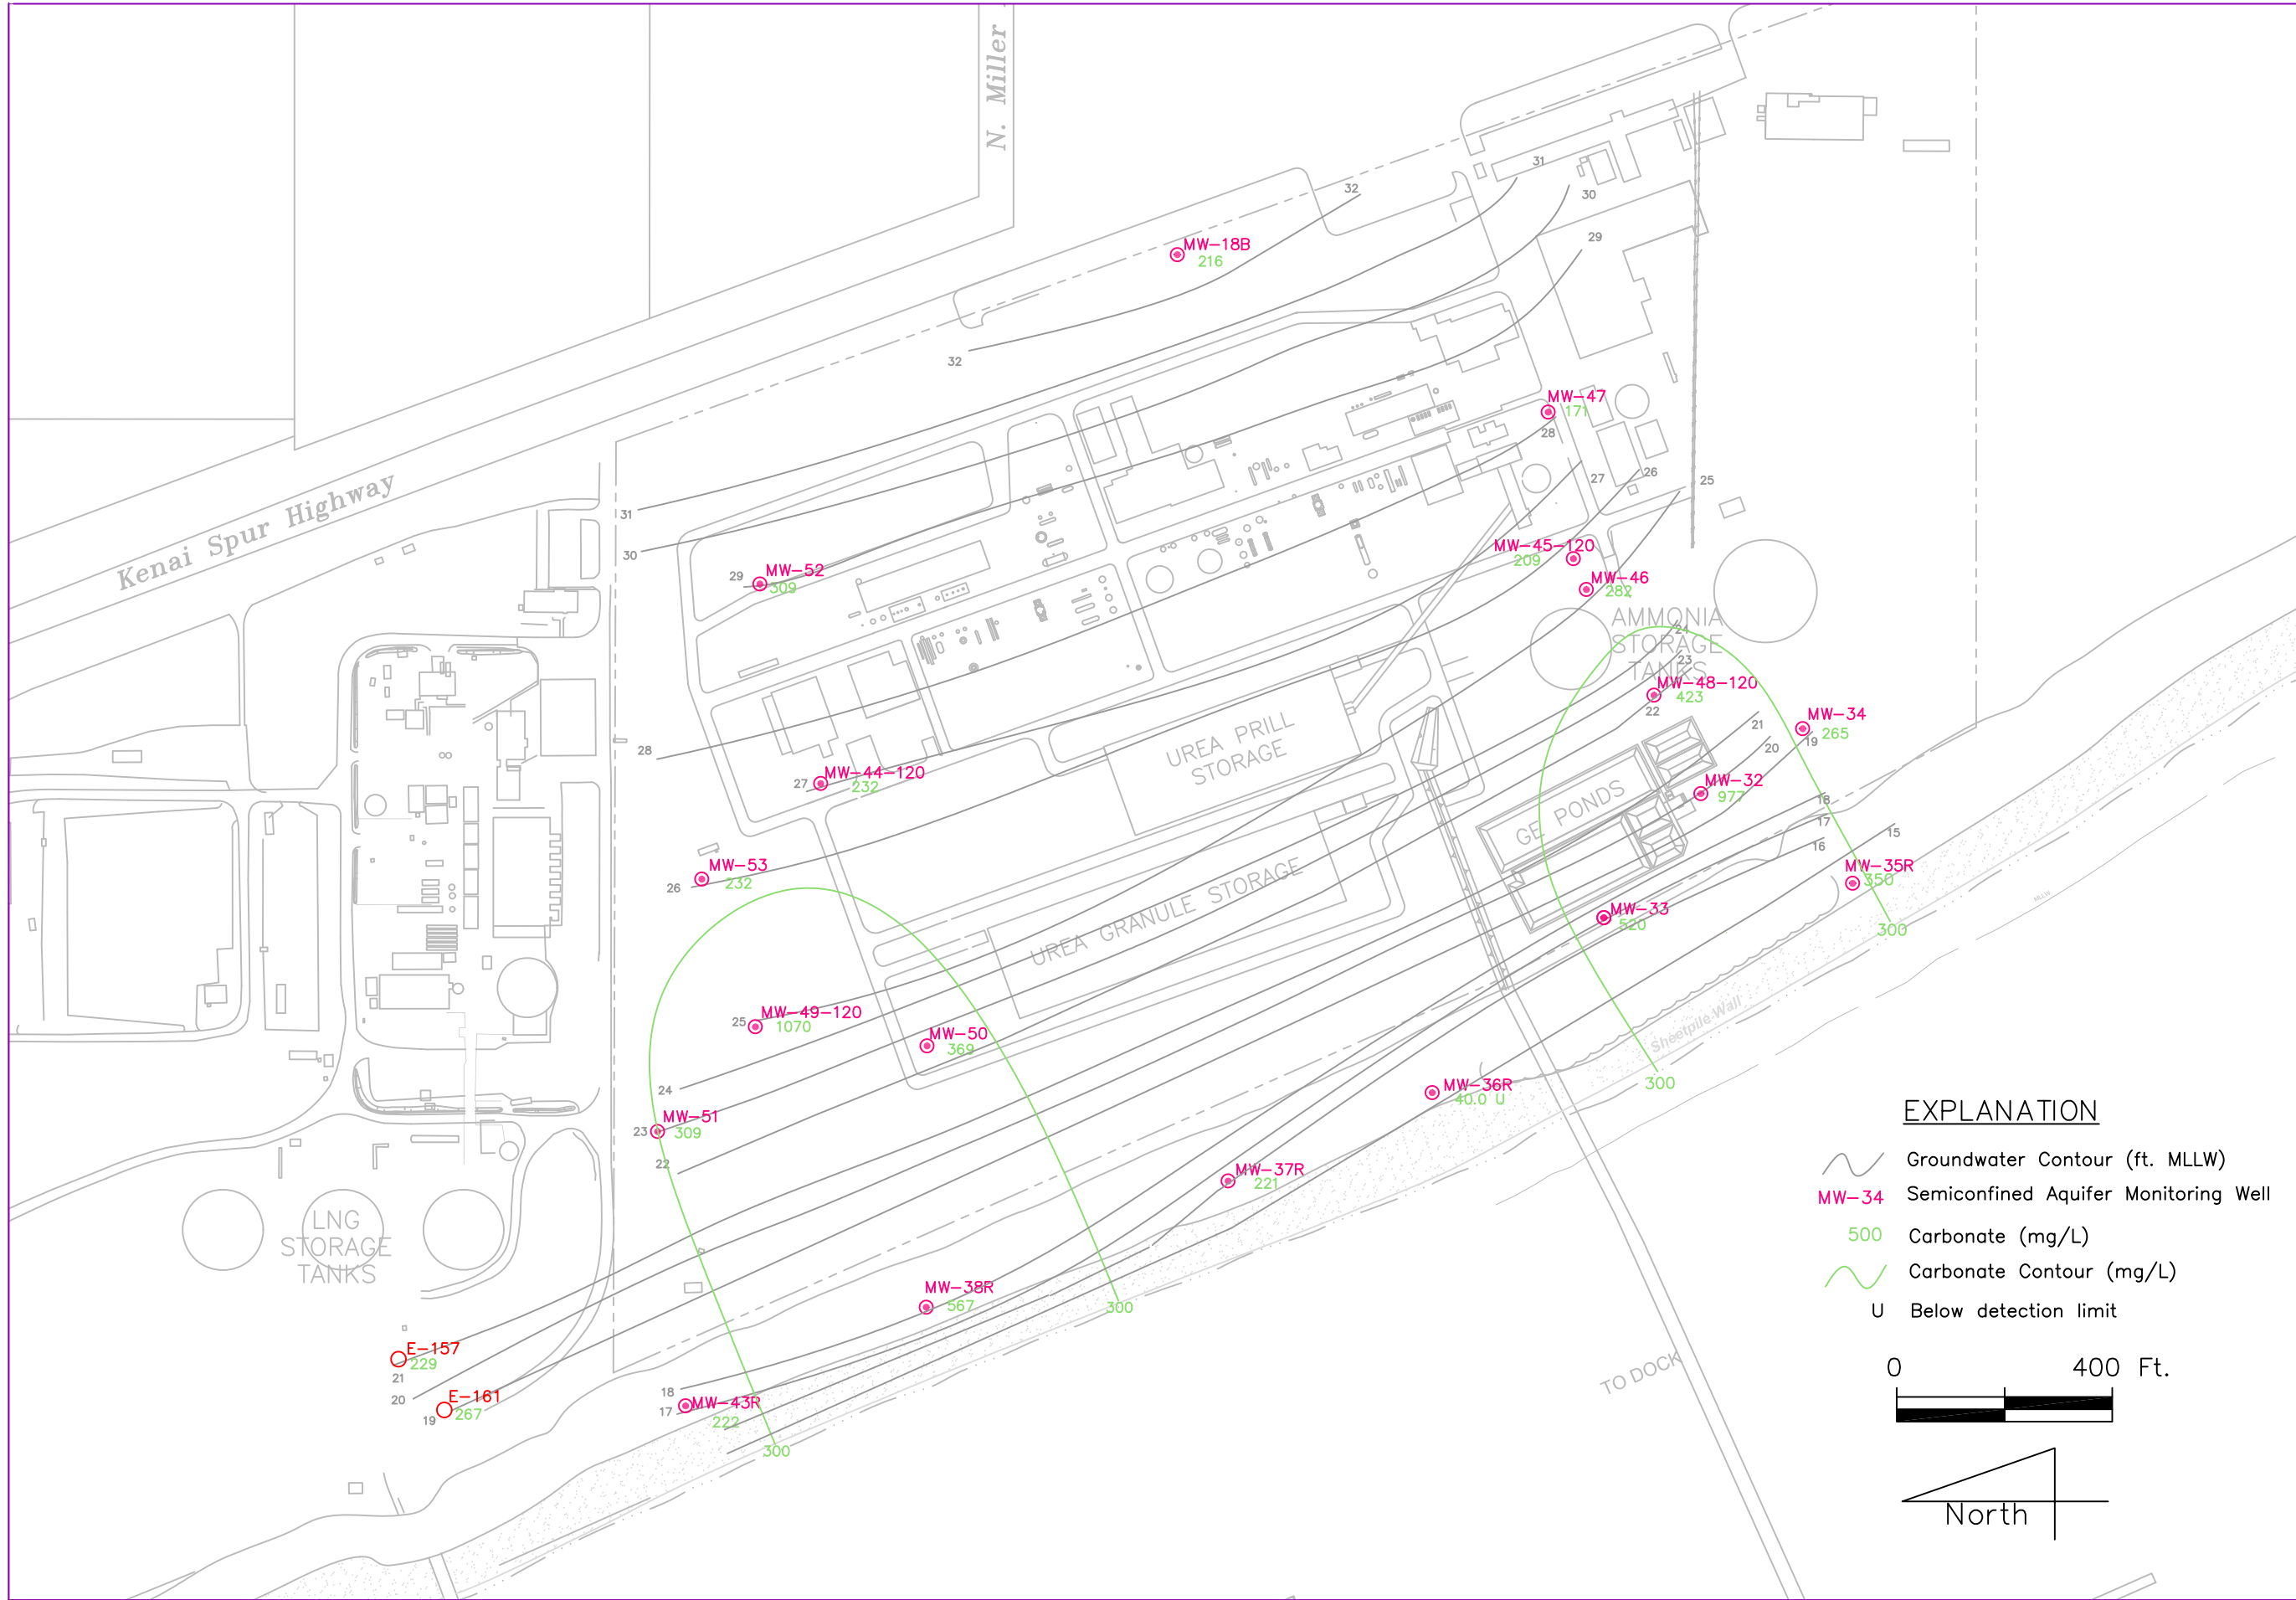 N. Miller
Kenai Spur Highway
32
31
30
29
MW-18B
216
32
MW-47
171
28
27
26
25
31
30
29
MW-52
309
MW-45-120
209
MW-46
282
AMMONIA
STORAGE
TANKS
24
23
MW-48-120
423
22
21
20
19
MW-34
265
28
27
MW-44-120
232
UREA PRILL
STORAGE
GE PONDS
MW-32
977
18
17
16
15
26
MW-53
232
UREA GRANULE STORAGE
MW-35R
350
MLLW
MW-33
520
300
25
MW-49-120
1070
MW-50
369
Sheetpile Wall
300
24
MW-36R
40.0 U
23
MW-51
309
22
MW-37R
221
LNG
STORAGE
TANKS
MW-38R
567
300
E-157
229
21
20
E-161
267
19
18
17
MW-43R
222
300
TO DOCK
EXPLANATION
Groundwater Contour (ft. MLLW)
MW-34 Semiconfined Aquifer Monitoring Well
500 Carbonate (mg/L)
Carbonate Contour (mg/L)
U Below detection limit
0 400 Ft.
North